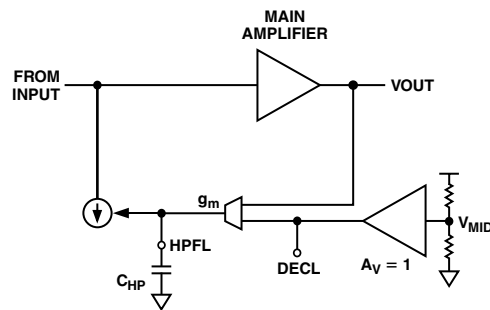 MAIN
AMPLIFIER
FROM
INPUT
VOUT
gm
VMID
HPFL
CHP
DECL
AV = 1